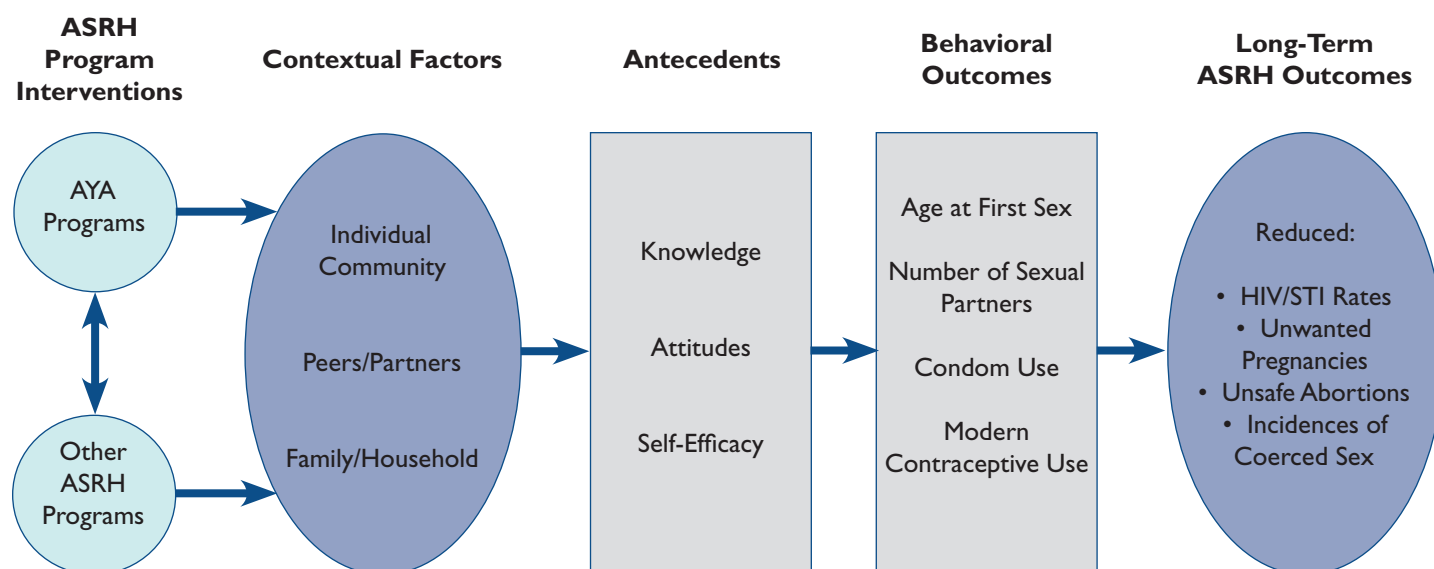 ASRH
Program
Interventions
Contextual Factors
Antecedents
Behavioral
Outcomes
Long-Term
ASRH Outcomes
AYA
Programs
Other
ASRH
Programs
Individual
Community
Peers/Partners
Family/Household
Knowledge
Attitudes
Self-Efficacy
Age at First Sex
Number of Sexual
Partners
Condom Use
Modern
Contraceptive Use
Reduced:
• HIV/STI Rates
• Unwanted
Pregnancies
• Unsafe Abortions
• Incidences of
Coerced Sex